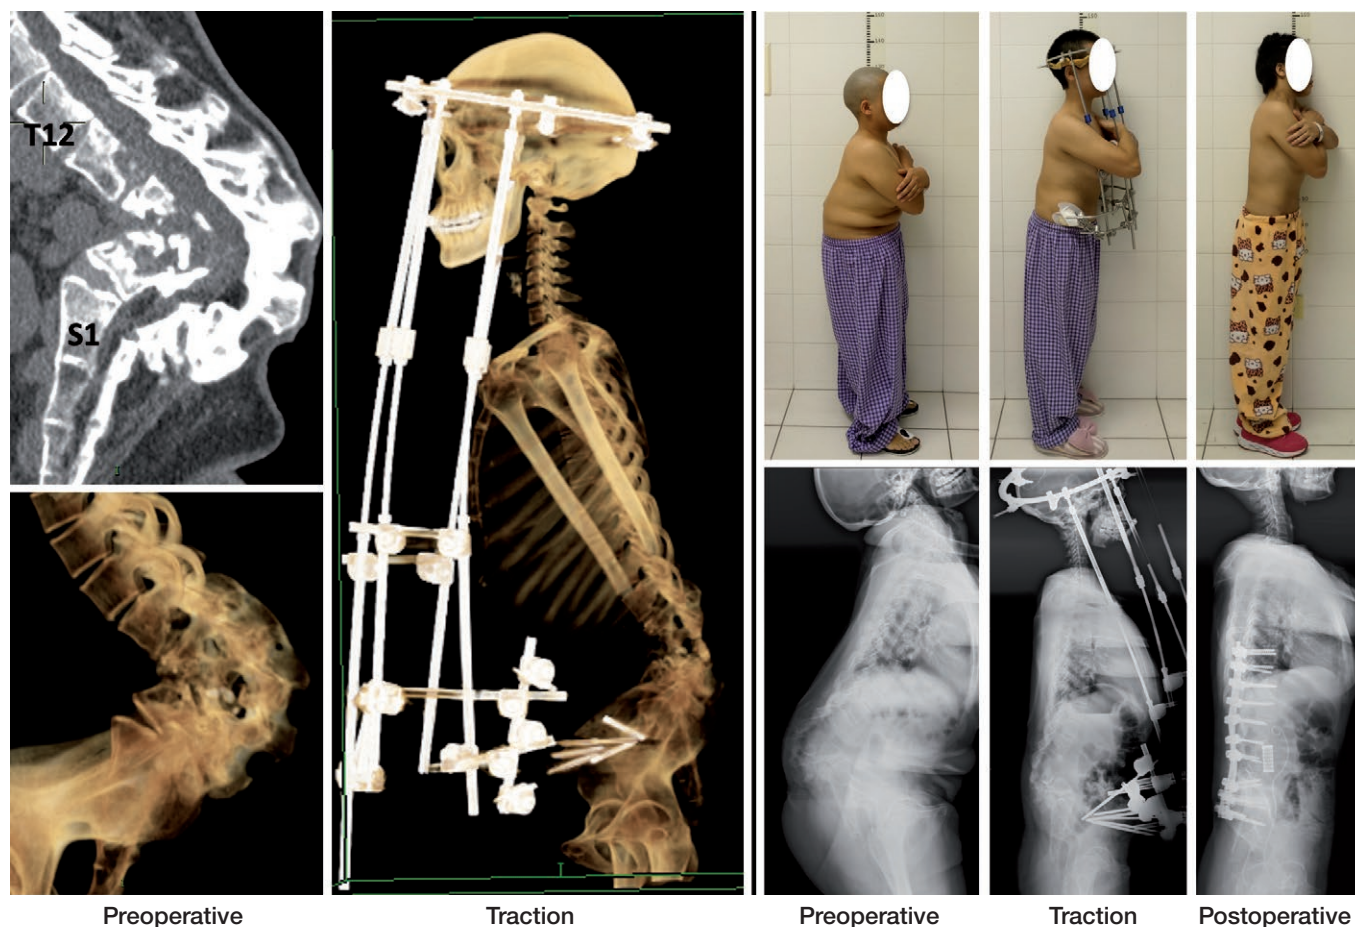 T12
S1
Preoperative
Traction
Preoperative
Traction
Postoperative